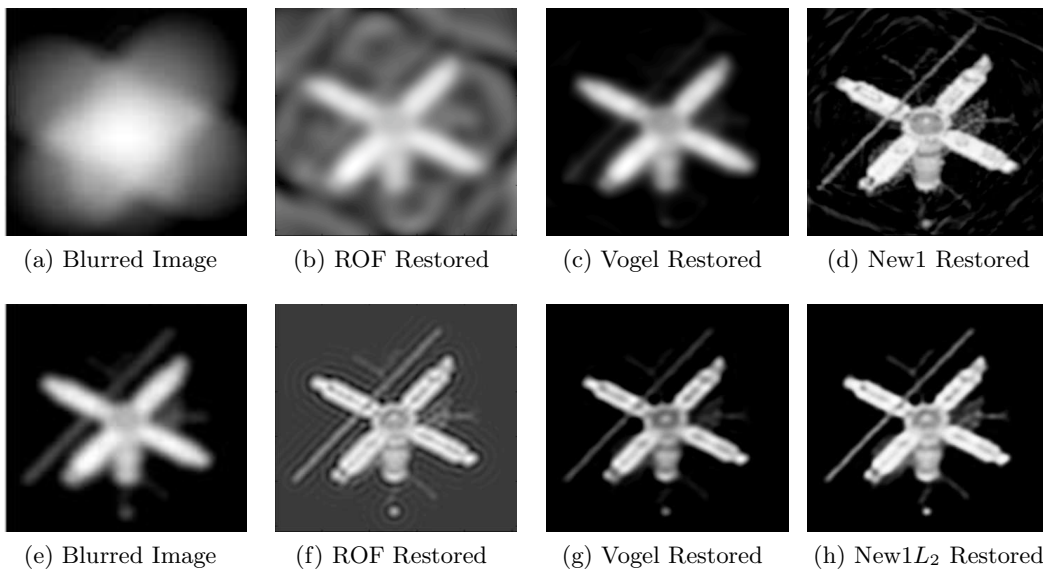 (a) Blurred Image
(b) ROF Restored
(c) Vogel Restored
(d) New1 Restored
(e) Blurred Image
(f) ROF Restored
(g) Vogel Restored
(h) New1L₂ Restored